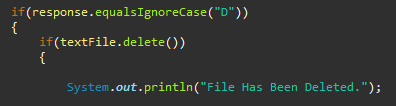 if(response.equalsIgnoreCase("D"))
{
if(textFile.delete())
{
System.out.println("File Has Been Deleted.");